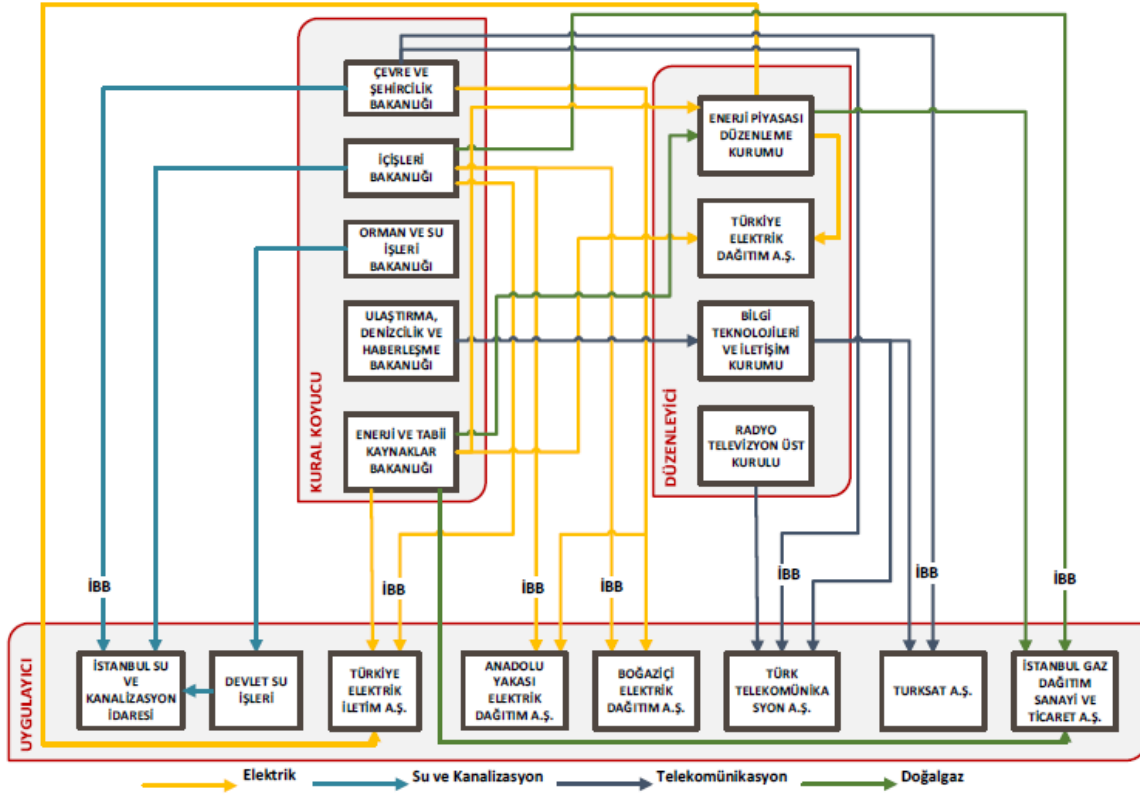 KURAL KOYUCU
ÇEVRE VE
ŞEHİRCİLİK
BAKANLIĞI
İÇİŞLERİ
BAKANLIĞI
ORMAN VE SU
İŞLERİ
BAKANLIĞI
ULAŞTIRMA,
DENİZCİLİK VE
HABERLEŞME
BAKANLIĞI
ENERJİ VE TABİİ
KAYNAKLAR
BAKANLIĞI
DÜZENLEYİCİ
ENERJİ PİYASASI
DÜZENLEME
KURUMU
TÜRKİYE
ELEKTRİK
DAĞITIM A.Ş.
BİLGİ
TEKNOLOJİLERİ
VE İLETİŞİM
KURUMU
RADYO
TELEVİZYON ÜST
KURULU
İBB
İBB
İBB
İBB
İBB
İBB
UYGULAYICI
İSTANBUL SU
VE
KANALİZASYON
İDARESİ
DEVLET SU
İŞLERİ
TÜRKİYE
ELEKTRİK
İLETİM A.Ş.
ANADOLU
YAKASI
ELEKTRİK
DAĞITIM A.Ş.
BOĞAZİÇİ
ELEKTRİK
DAĞITIM A.Ş.
TÜRK
TELEKOMÜNİKA
SYON A.Ş.
TURKSAT A.Ş.
İSTANBUL GAZ
DAĞITIM
SANAYİ VE
TİCARET A.Ş.
Elektrik
Su ve Kanalizasyon
Telekomünikasyon
Doğalgaz